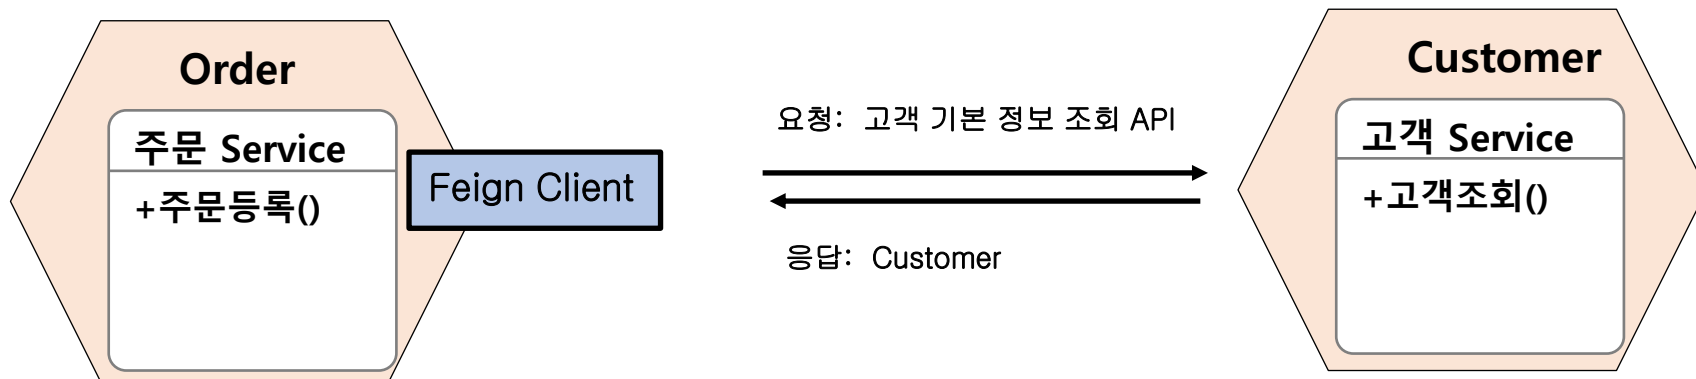 Order
주문 Service
+주문등록()
Feign Client
요청: 고객 기본 정보 조회 API
응답: Customer
Customer
고객 Service
+고객조회()